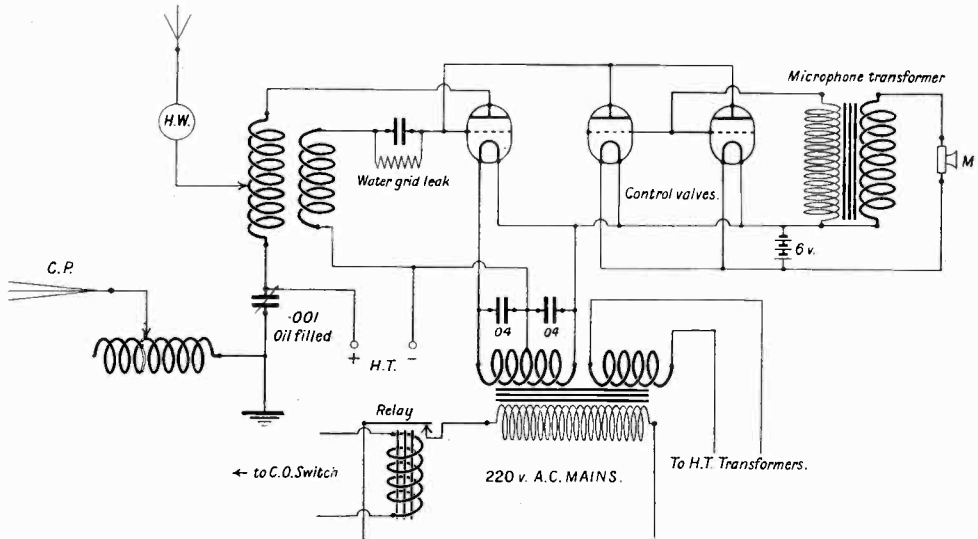 H.W.
Microphone transformer
Water grid leak
Control valves.
M
6 v.
C.P.
·001
Oil filled
+
−
H.T.
04
04
Relay
← to C.O. Switch
220 v. A.C. MAINS.
To H.T. Transformers.